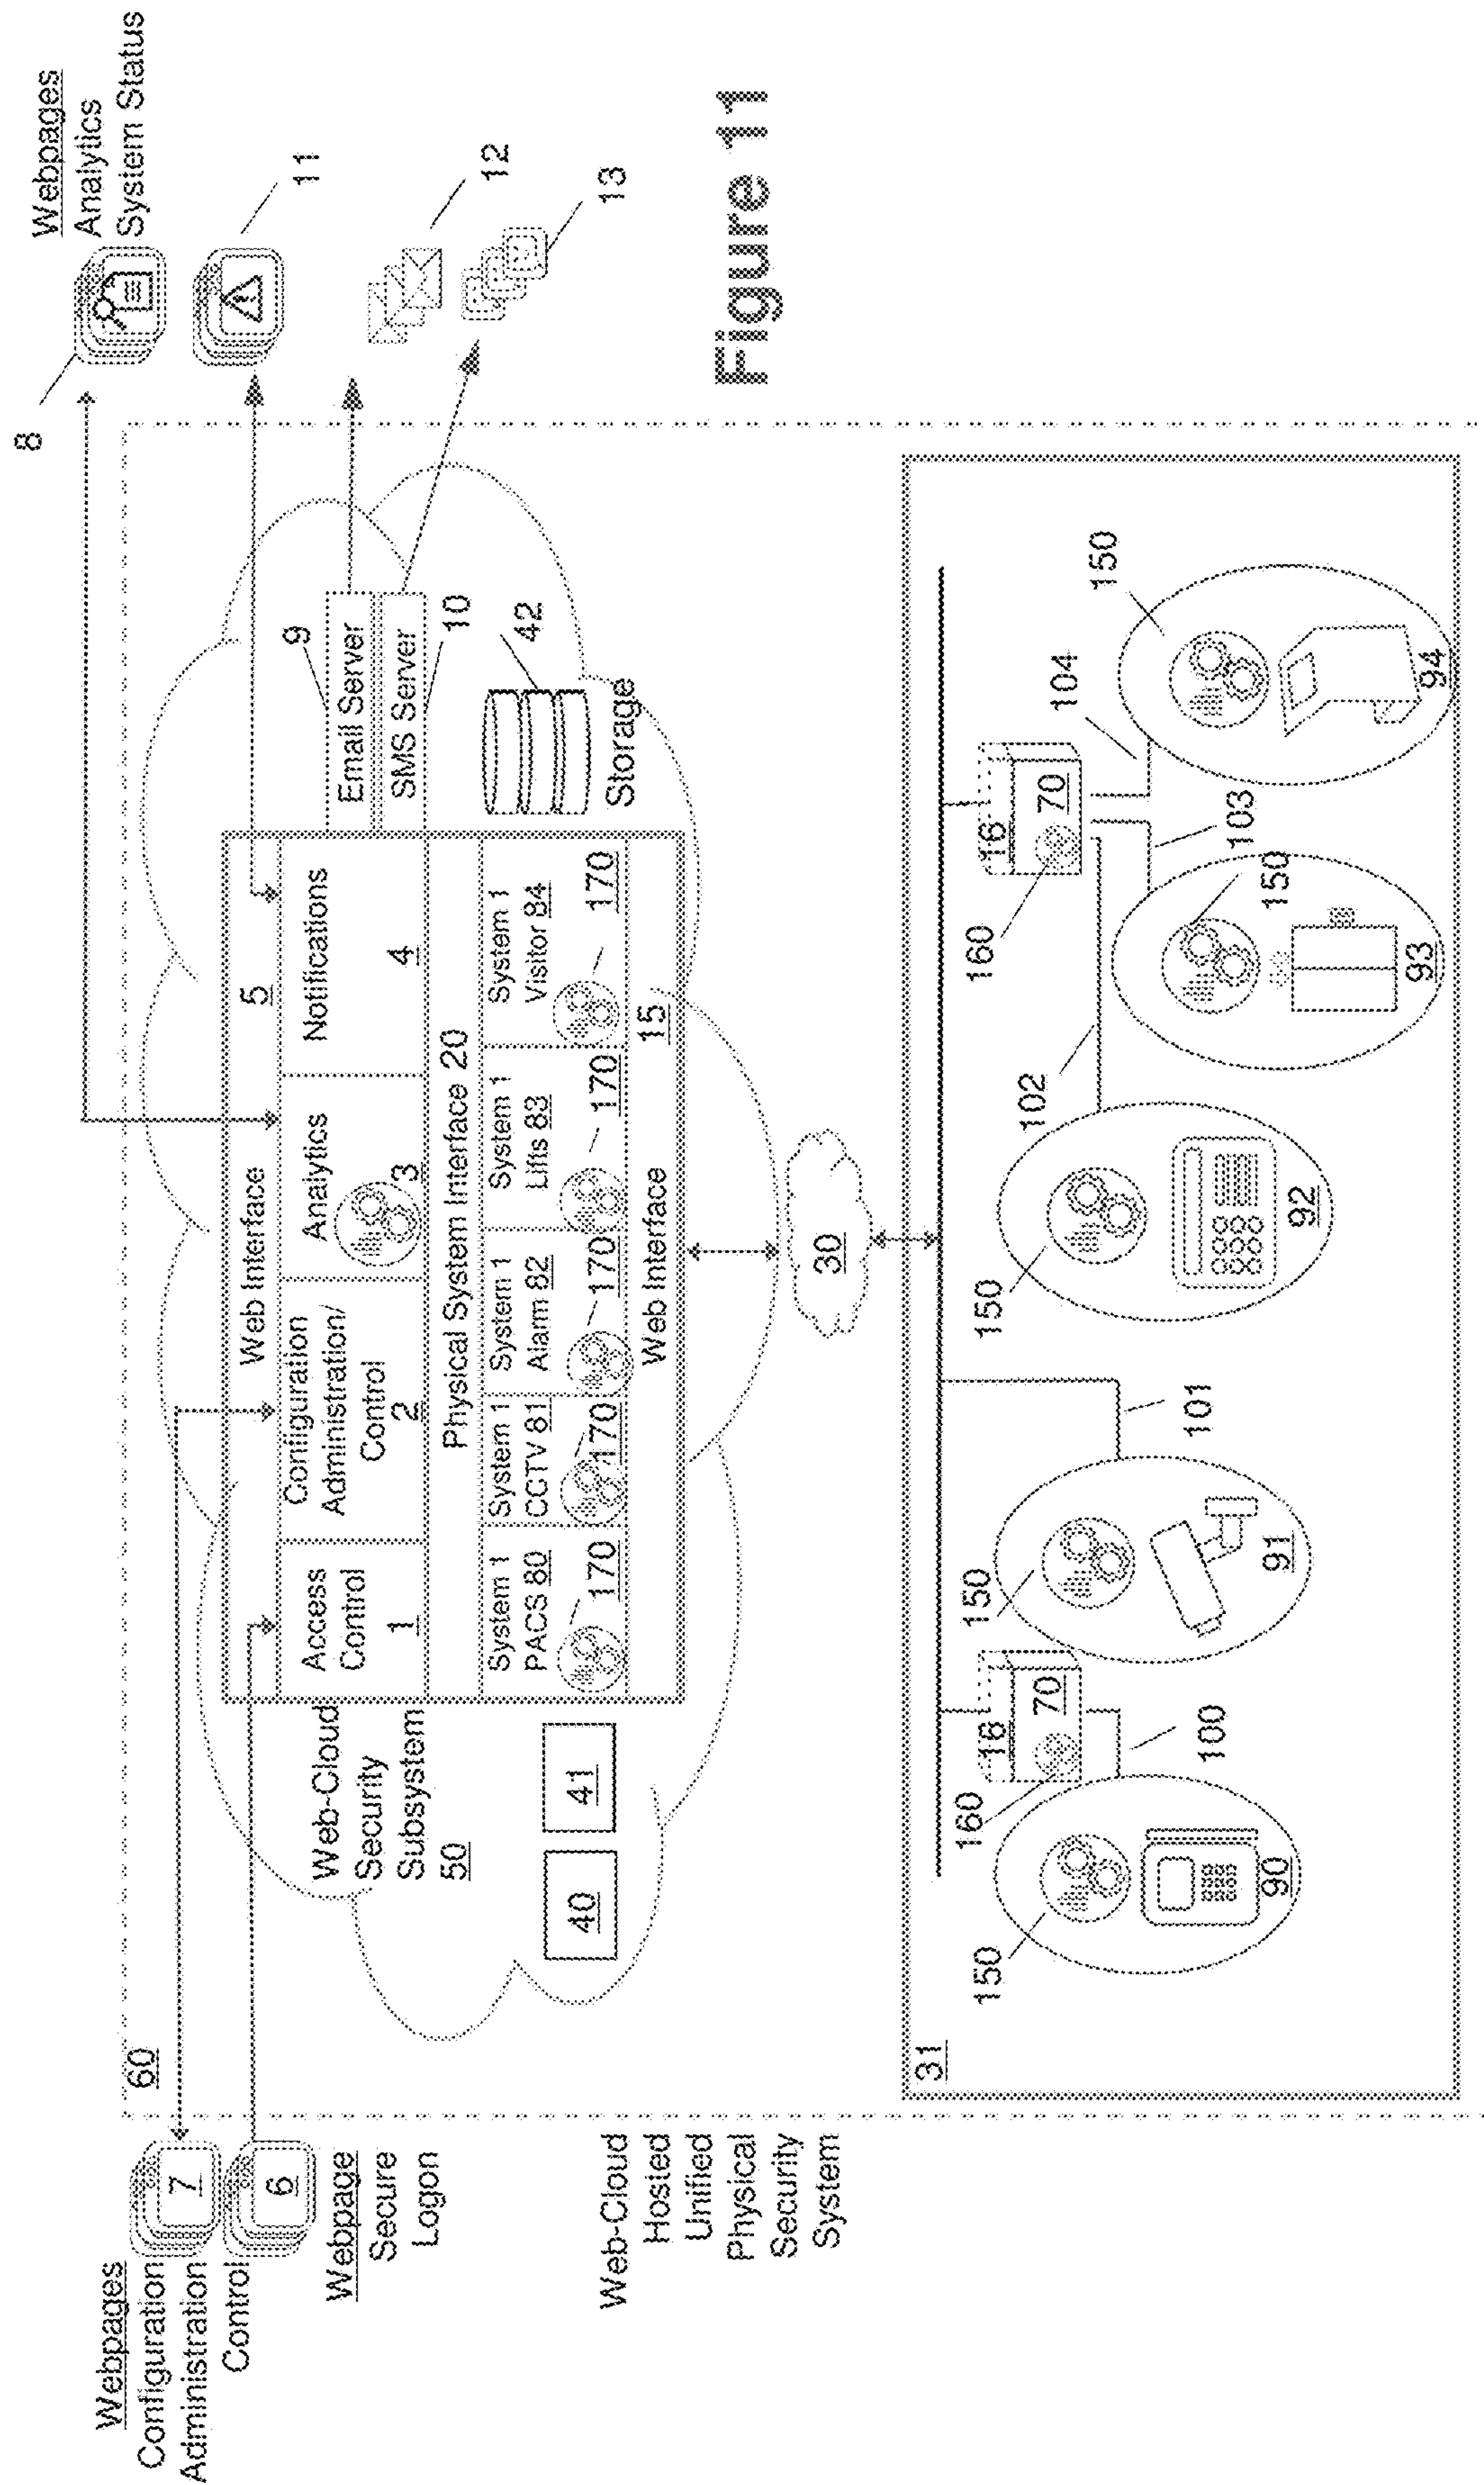 Webpages
Configuration
Administration
Control
7
6
Webpage
Secure
Logon
Web-Cloud
Hosted
Unified
Physical
Security
System
60
Web-Cloud
Security
Subsystem
50
40
41
Web Interface 5
Access
Control
1
Configuration
Administration/
Control
2
Analytics
3
Notifications
4
Physical System Interface 20
System 1
PACS 80
170
System 1
CCTV 81
170
System 1
Alarm 82
170
System 1
Lifts 83
170
System 1
Visitor 84
170
Web Interface 15
9
Email Server
SMS Server
10
42
Storage
8
Webpages
Analytics
System Status
11
12
13
Figure 11
30
31
150
90
160
16
70
100
150
91
101
150
92
102
160
16
70
103
150
93
104
150
94